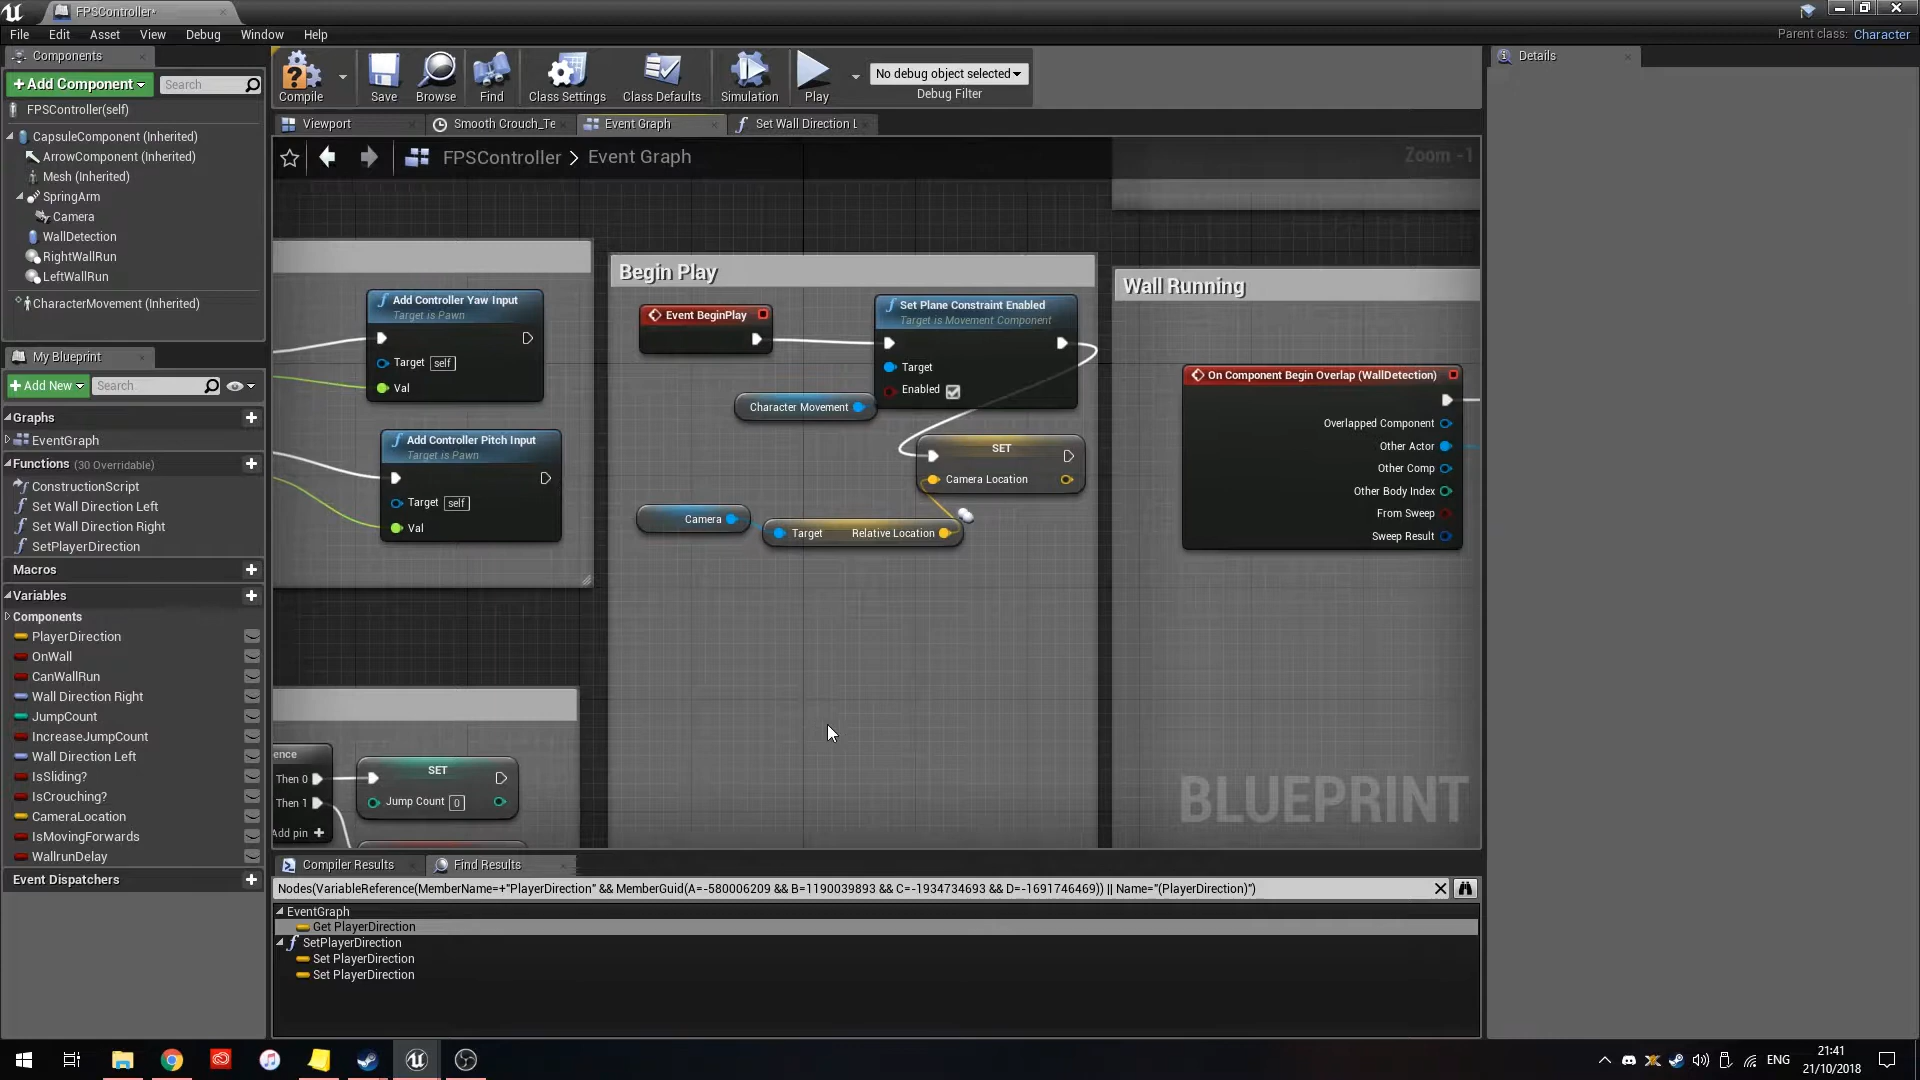 FPSController*
File Edit Asset View Debug Window Help
Parent class: Character
Components
+Add Component
Search
FPSController(self)
CapsuleComponent (Inherited)
ArrowComponent (Inherited)
Mesh (Inherited)
SpringArm
Camera
WallDetection
RightWallRun
LeftWallRun
CharacterMovement (Inherited)
My Blueprint
+Add New
Search
Graphs
EventGraph
Functions (30 Overridable)
ConstructionScript
Set Wall Direction Left
Set Wall Direction Right
SetPlayerDirection
Macros
Variables
Components
PlayerDirection
OnWall
CanWallRun
Wall Direction Right
JumpCount
IncreaseJumpCount
Wall Direction Left
IsSliding?
IsCrouching?
CameraLocation
IsMovingForwards
WallrunDelay
Event Dispatchers
Compile Save Browse Find Class Settings Class Defaults Simulation Play
No debug object selected
Debug Filter
Viewport
Smooth Crouch_Te
Event Graph
Set Wall Direction L
FPSController > Event Graph
Zoom -1
Add Controller Yaw Input
Target is Pawn
Target self
Val
Add Controller Pitch Input
Target is Pawn
Target self
Val
Begin Play
Event BeginPlay
Set Plane Constraint Enabled
Target is Movement Component
Target
Enabled
Character Movement
SET
Camera Location
Camera
Target Relative Location
Wall Running
On Component Begin Overlap (WallDetection)
Overlapped Component
Other Actor
Other Comp
Other Body Index
From Sweep
Sweep Result
ence
Then 0
Then 1
Add pin +
SET
Jump Count 0
BLUEPRINT
Compiler Results
Find Results
Nodes(VariableReference(MemberName=+"PlayerDirection" && MemberGuid(A=-580006209 && B=1190039893 && C=-1934734693 && D=-1691746469)) || Name="(PlayerDirection)")
EventGraph
Get PlayerDirection
SetPlayerDirection
Set PlayerDirection
Set PlayerDirection
Details
ENG
21:41
21/10/2018